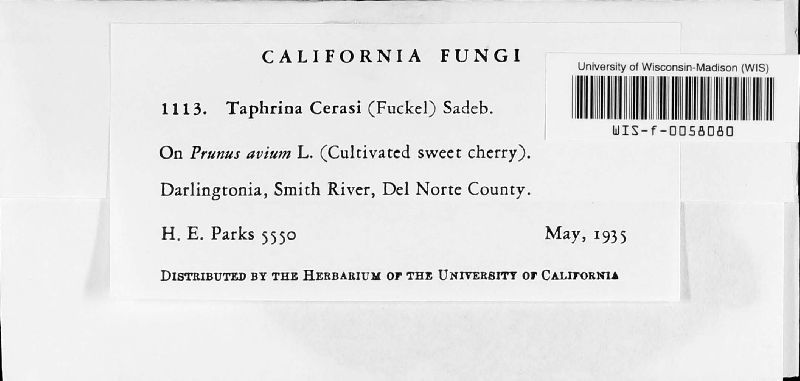 CALIFORNIA FUNGI
University of Wisconsin-Madison (WIS)
WIS-f-0058080
1113. Taphrina Cerasi (Fuckel) Sadeb.
On Prunus avium L. (Cultivated sweet cherry).
Darlingtonia, Smith River, Del Norte County.
H. E. Parks 5550 May, 1935
DISTRIBUTED BY THE HERBARIUM OF THE UNIVERSITY OF CALIFORNIA